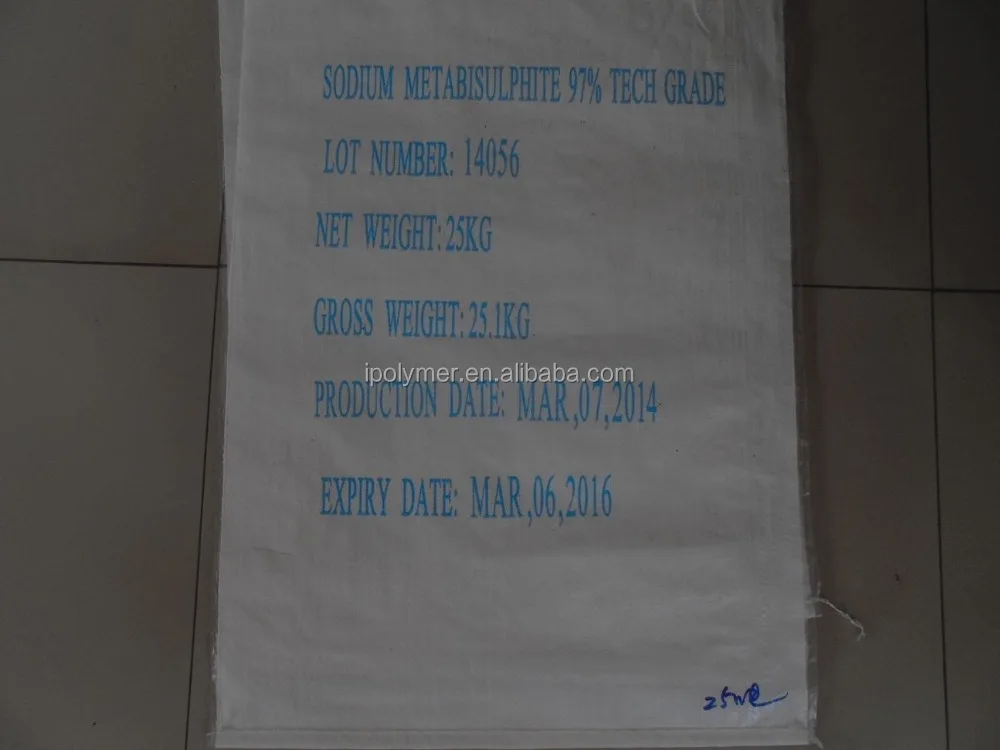 SODIUM METABISULPHITE 97% TECH GRADE
LOT NUMBER: 14056
NET WEIGHT:25KG
GROSS WEIGHT:25.1KG
ipolymer.en.alibaba.com
PRODUCTION DATE: MAR,07,2014
EXPIRY DATE: MAR,06,2016